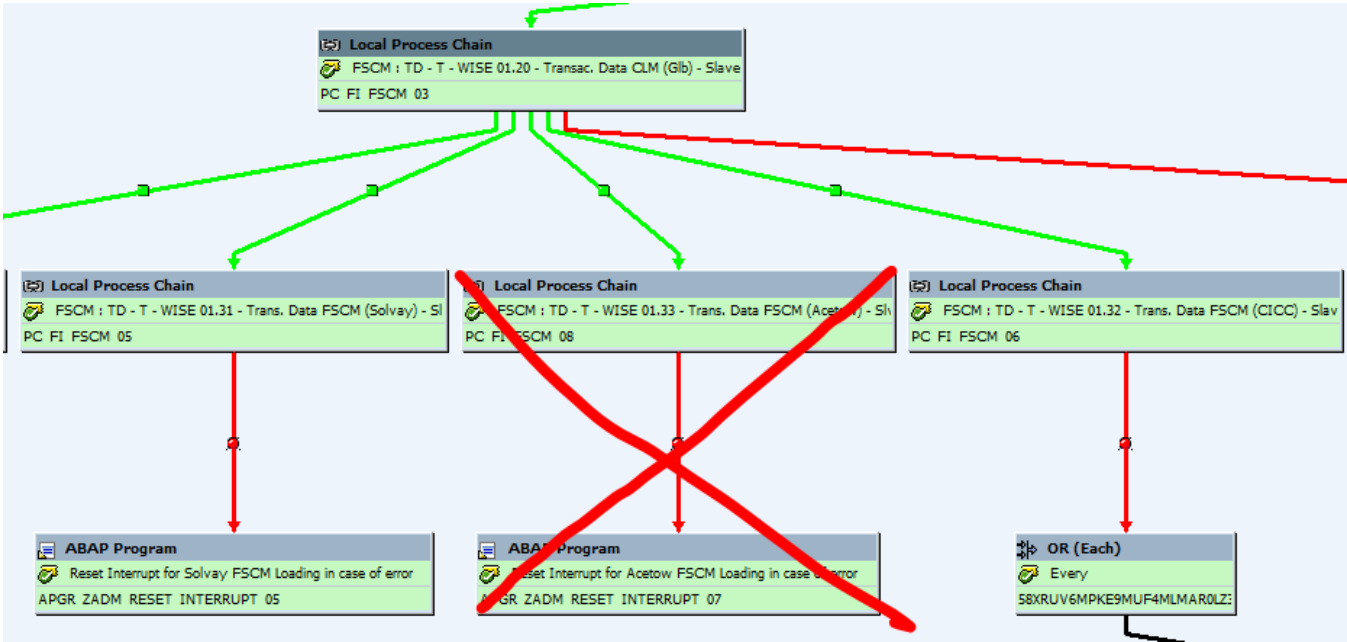 Local Process Chain
FSCM : TD - T - WISE 01.20 - Transac. Data CLM (Glb) - Slave
PC FI FSCM 03
Local Process Chain
FSCM : TD - T - WISE 01.31 - Trans. Data FSCM (Solvay) - Sl
PC FI FSCM 05
Local Process Chain
FSCM : TD - T - WISE 01.33 - Trans. Data FSCM (Acetow) - Slv
PC FI FSCM 08
Local Process Chain
FSCM : TD - T - WISE 01.32 - Trans. Data FSCM (CICC) - Slav
PC FI FSCM 06
ABAP Program
Reset Interrupt for Solvay FSCM Loading in case of error
APGR ZADM RESET INTERRUPT 05
ABAP Program
Reset Interrupt for Acetow FSCM Loading in case of error
APGR ZADM RESET INTERRUPT 07
OR (Each)
Every
58XRUV6MPKE9MUF4MLMAR0LZ3